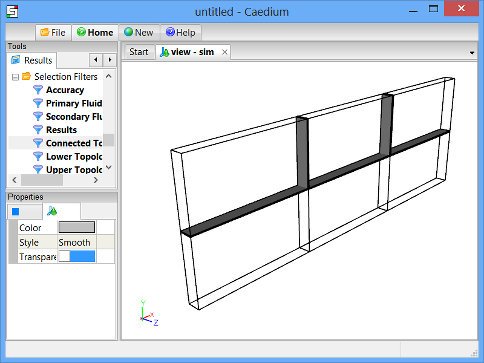 untitled - Caedium
File Home New Help
Tools
Results
Selection Filters
Accuracy
Primary Fluid
Secondary Flu
Results
Connected To
Lower Topolo
Upper Topolo
Properties
Color
Style Smooth
Transpare
Start view - sim
Y
X
Z